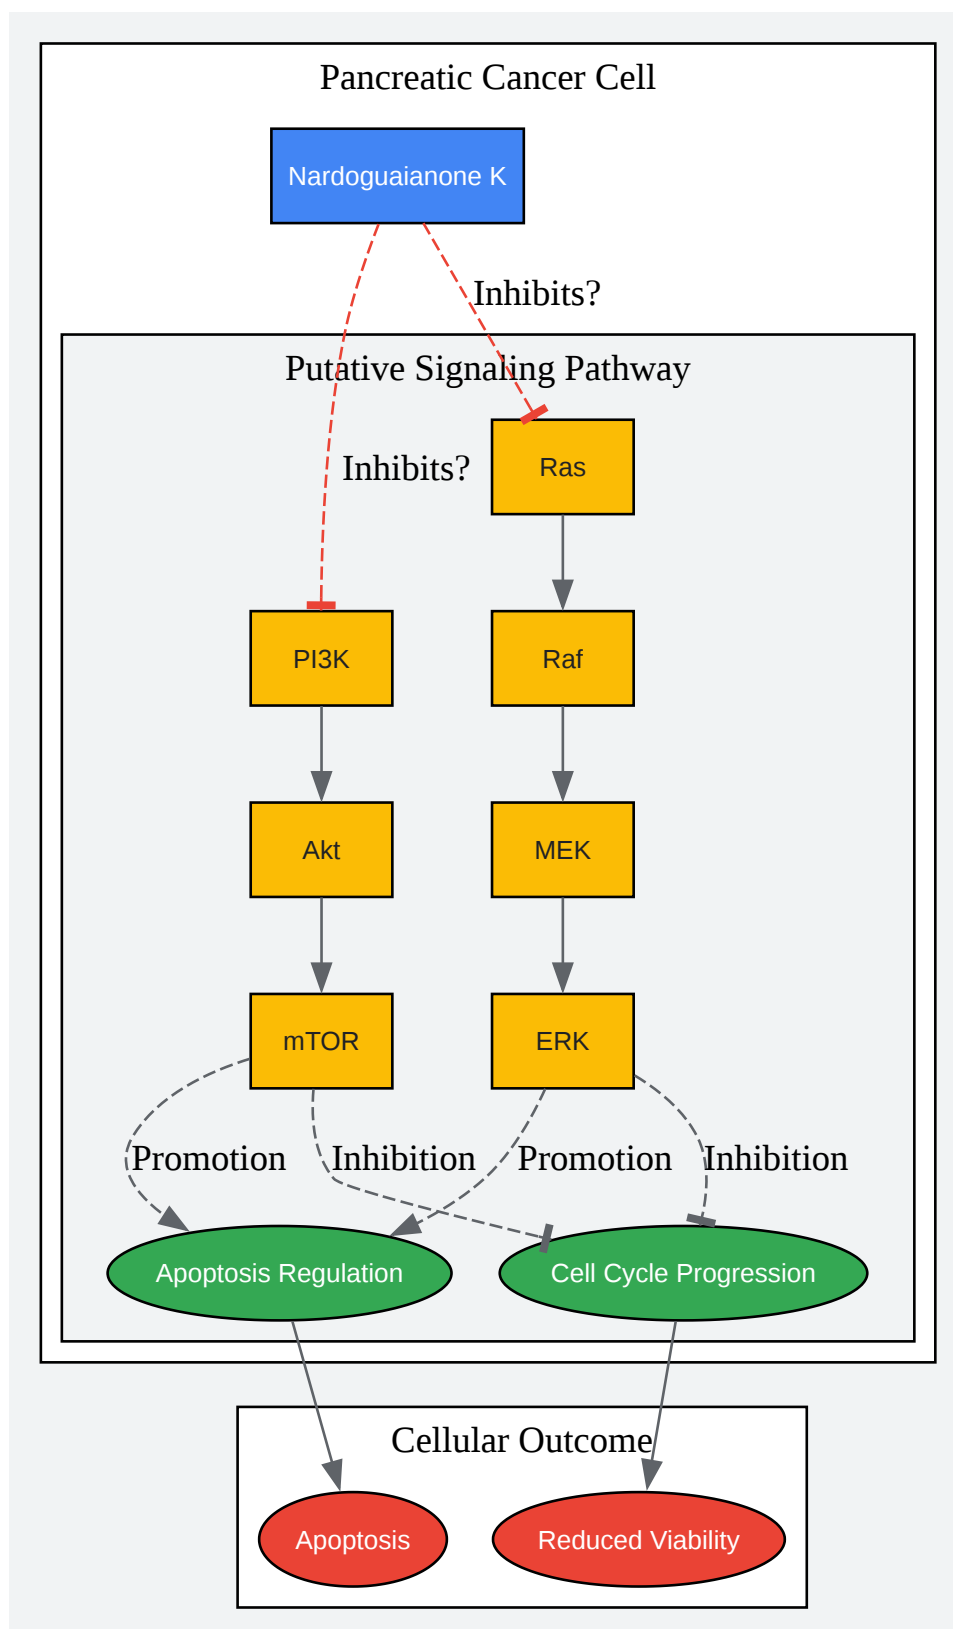 Pancreatic Cancer Cell
Nardoguaianone K
Inhibits?
Putative Signaling Pathway
Inhibits?
Ras
PI3K
Raf
Akt
MEK
mTOR
ERK
Promotion
Inhibition
Promotion
Inhibition
Apoptosis Regulation
Cell Cycle Progression
Cellular Outcome
Apoptosis
Reduced Viability